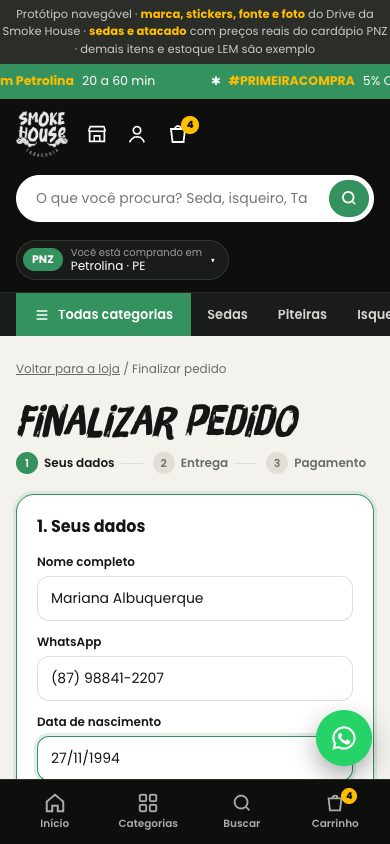 Protótipo navegável · marca, stickers, fonte e foto do Drive da
Smoke House · sedas e atacado com preços reais do cardápio PNZ
· demais itens e estoque LEM são exemplo
m Petrolina 20 a 60 min ✱ #PRIMEIRACOMPRA 5% O
SMOKE
HOUSE
TABACARIA
4
O que você procura? Seda, isqueiro, Ta
PNZ
Você está comprando em
Petrolina · PE
Todas categorias Sedas Piteiras Isque
Voltar para a loja / Finalizar pedido
FINALIZAR PEDIDO
1 Seus dados 2 Entrega 3 Pagamento
1. Seus dados
Nome completo
Mariana Albuquerque
WhatsApp
(87) 98841-2207
Data de nascimento
27/11/1994
4
Início Categorias Buscar Carrinho